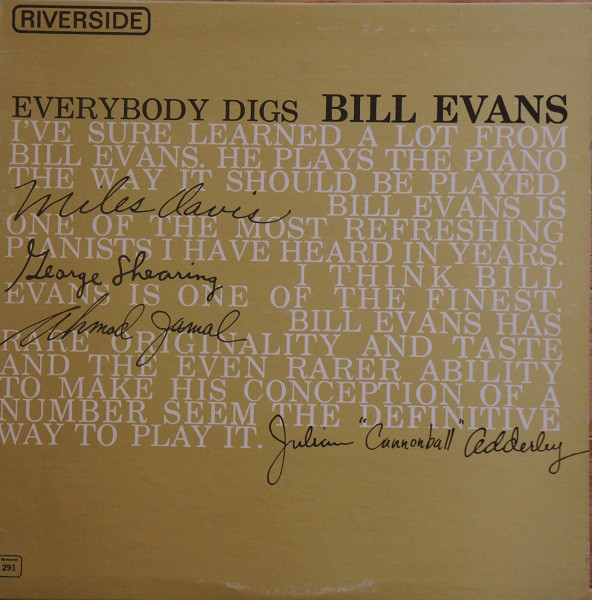 RIVERSIDE
EVERYBODY DIGS BILL EVANS
I'VE SURE LEARNED A LOT FROM
BILL EVANS. HE PLAYS THE PIANO
THE WAY IT SHOULD BE PLAYED.
Miles Davis BILL EVANS IS
ONE OF THE MOST REFRESHING
PIANISTS I HAVE HEARD IN YEARS.
George Shearing I THINK BILL
EVANS IS ONE OF THE FINEST.
Ahmad Jamal BILL EVANS HAS
RARE ORIGINALITY AND TASTE
AND THE EVEN RARER ABILITY
TO MAKE HIS CONCEPTION OF A
NUMBER SEEM THE DEFINITIVE
WAY TO PLAY IT. Julian "Cannonball" Adderley
291